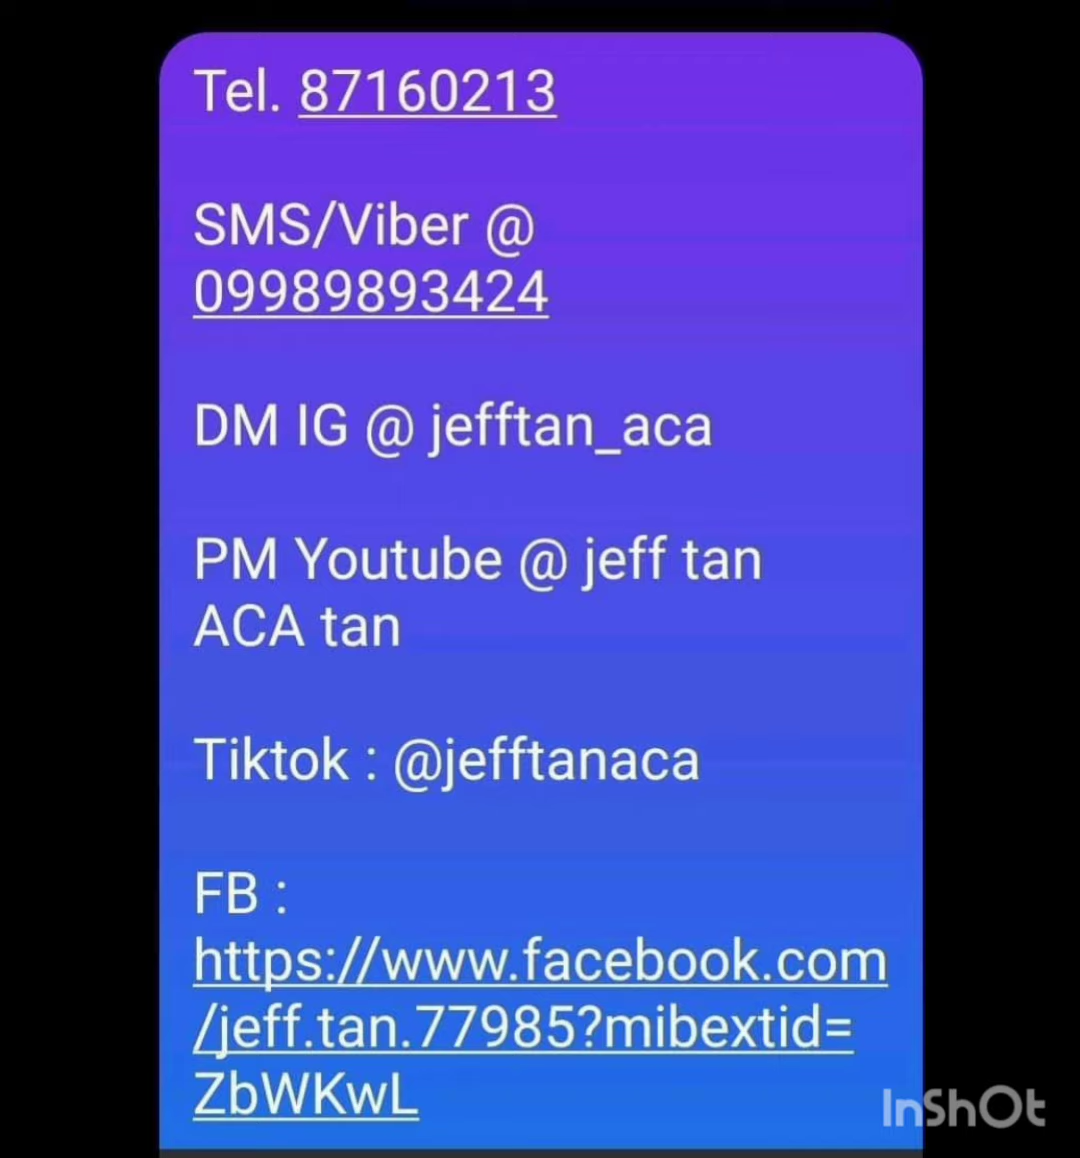 Tel. 87160213
SMS/Viber @
09989893424
DM IG @ jefftan_aca
PM Youtube @ jeff tan
ACA tan
Tiktok : @jefftanaca
FB :
https://www.facebook.com
/jeff.tan.77985?mibextid=
ZbWKwL
InShOt